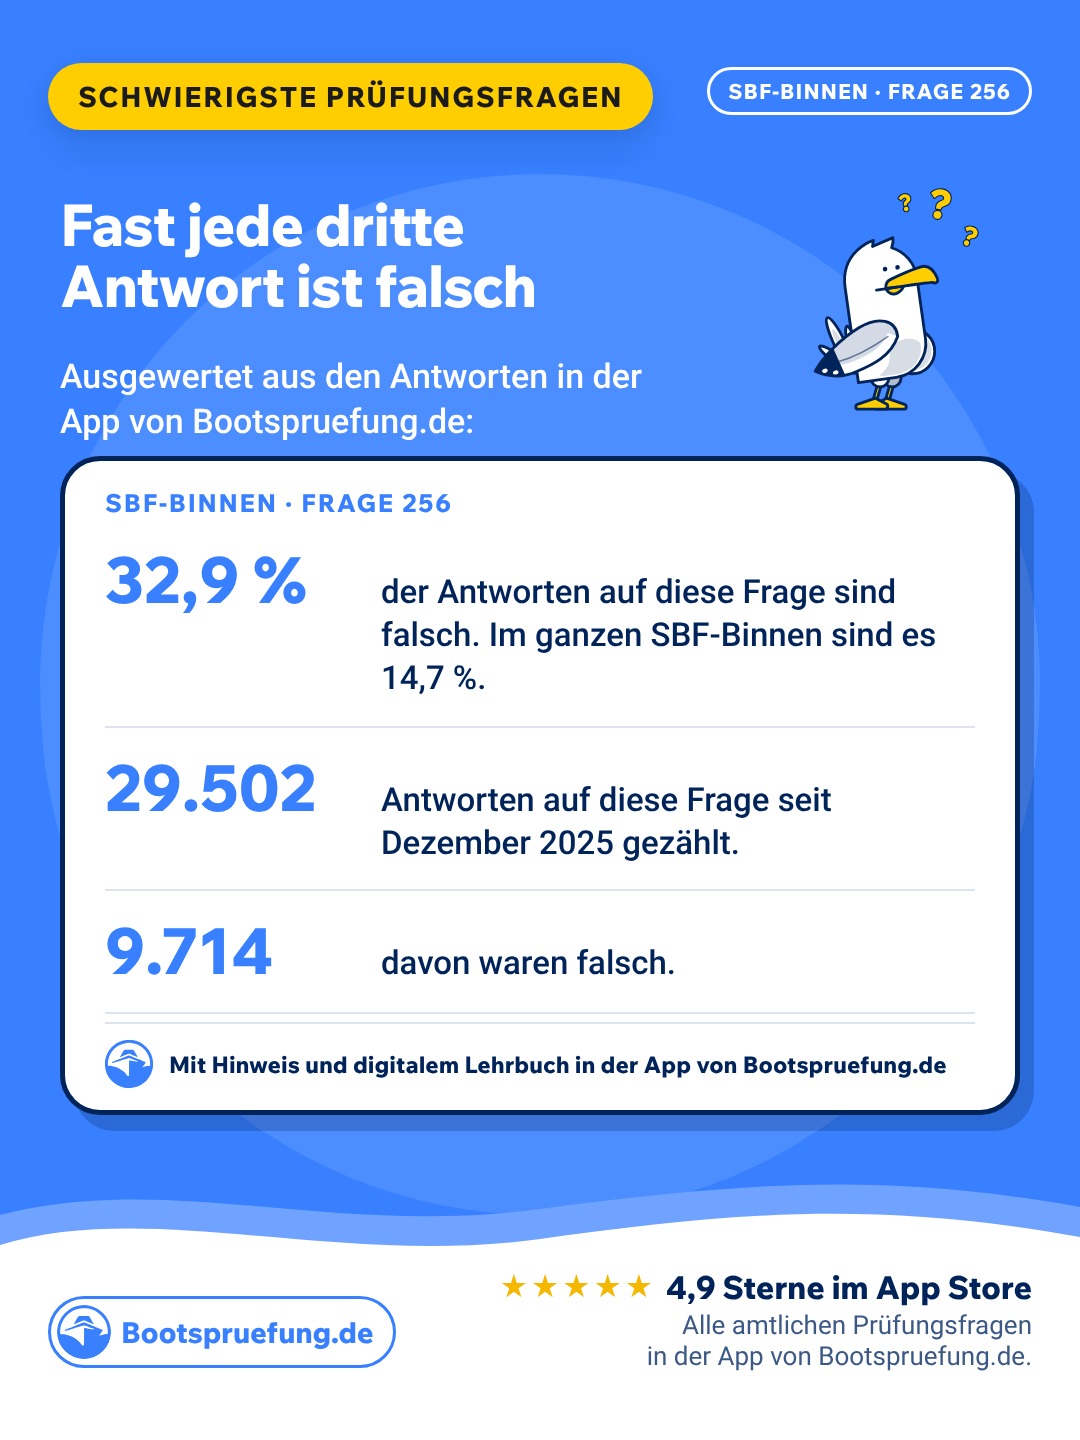 SCHWIERIGSTE PRÜFUNGSFRAGEN
SBF-BINNEN · FRAGE 256
? ? ?
Fast jede dritte
Antwort ist falsch
Ausgewertet aus den Antworten in der
App von Bootspruefung.de:
SBF-BINNEN · FRAGE 256
32,9 %
der Antworten auf diese Frage sind
falsch. Im ganzen SBF-Binnen sind es
14,7 %.
29.502
Antworten auf diese Frage seit
Dezember 2025 gezählt.
9.714
davon waren falsch.
Mit Hinweis und digitalem Lehrbuch in der App von Bootspruefung.de
★★★★★ 4,9 Sterne im App Store
Alle amtlichen Prüfungsfragen
in der App von Bootspruefung.de.
Bootspruefung.de